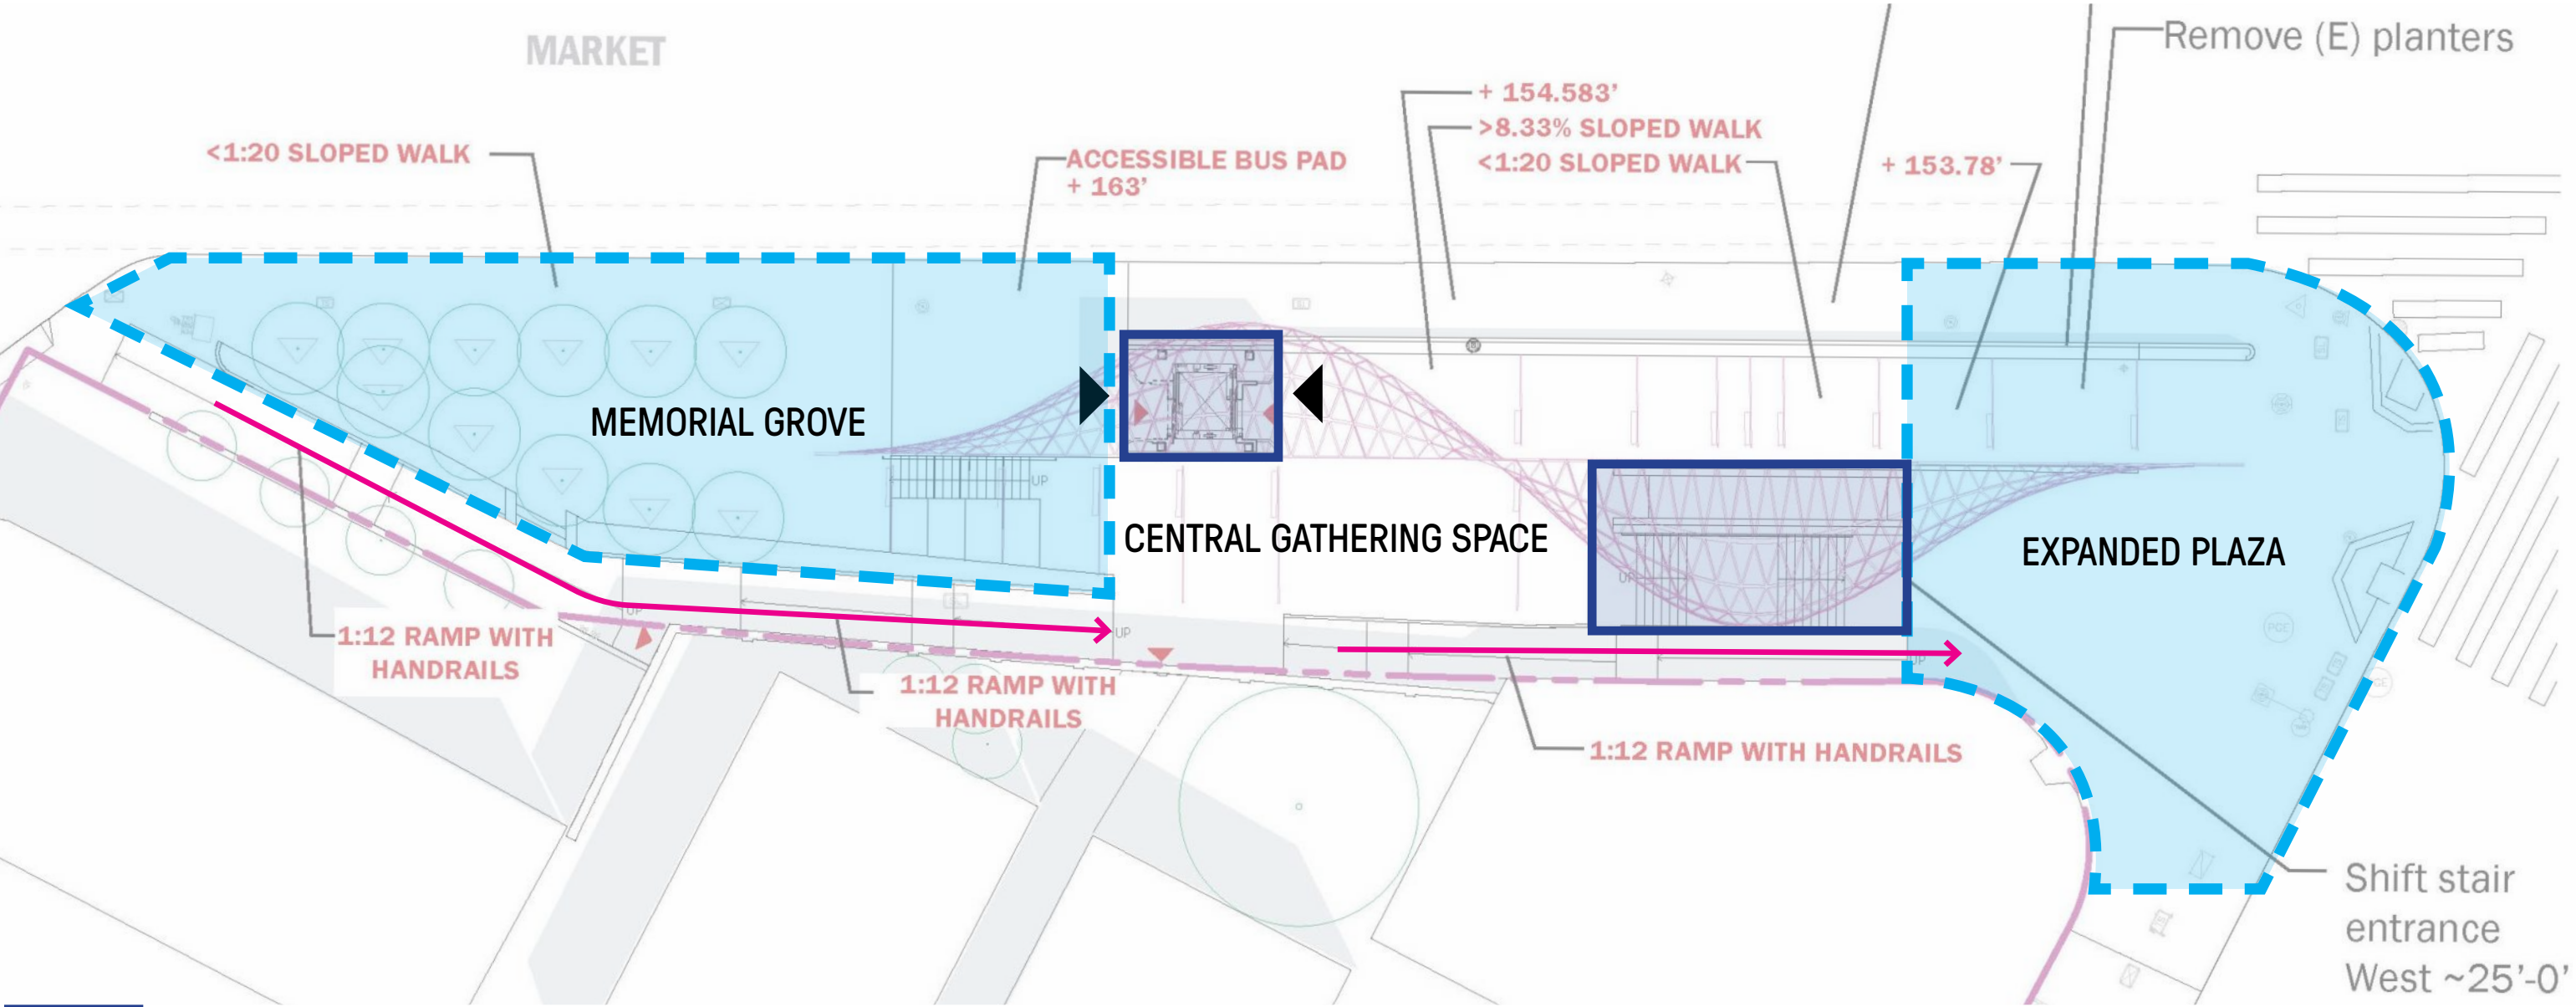 MARKET
Remove (E) planters
+ 154.583’
>8.33% SLOPED WALK
<1:20 SLOPED WALK
<1:20 SLOPED WALK
ACCESSIBLE BUS PAD
+ 163’
+ 153.78’
MEMORIAL GROVE
UP
CENTRAL GATHERING SPACE
EXPANDED PLAZA
UP
UP
UP
UP
PGE
1:12 RAMP WITH
HANDRAILS
1:12 RAMP WITH
HANDRAILS
1:12 RAMP WITH HANDRAILS
Shift stair
entrance
West ~25’-0’